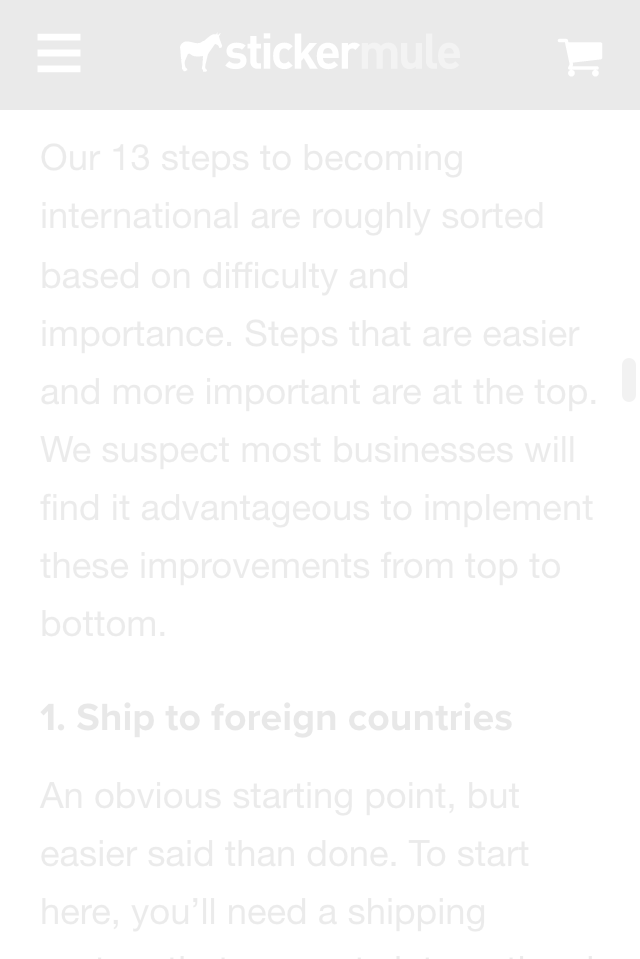 stickermule
Our 13 steps to becoming
international are roughly sorted
based on difficulty and
importance. Steps that are easier
and more important are at the top.
We suspect most businesses will
find it advantageous to implement
these improvements from top to
bottom.
1. Ship to foreign countries
An obvious starting point, but
easier said than done. To start
here, you’ll need a shipping